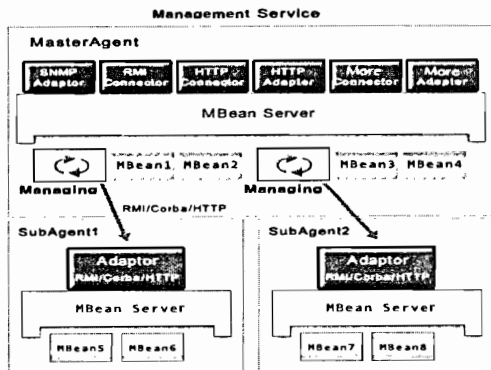 Management Service
MasterAgent
SNMP Adaptor
RMI Connector
HTTP Connector
HTTP Adapter
More Connector
More Adapter
MBean Server
MBean1 MBean2
MBean3 MBean4
Managing
Managing
RMI/Corba/HTTP
SubAgent1
SubAgent2
Adaptor
RMI/Corba/HTTP
Adaptor
RMI/Corba/HTTP
MBean Server
MBean Server
MBean5 MBean6
MBean7 MBean8